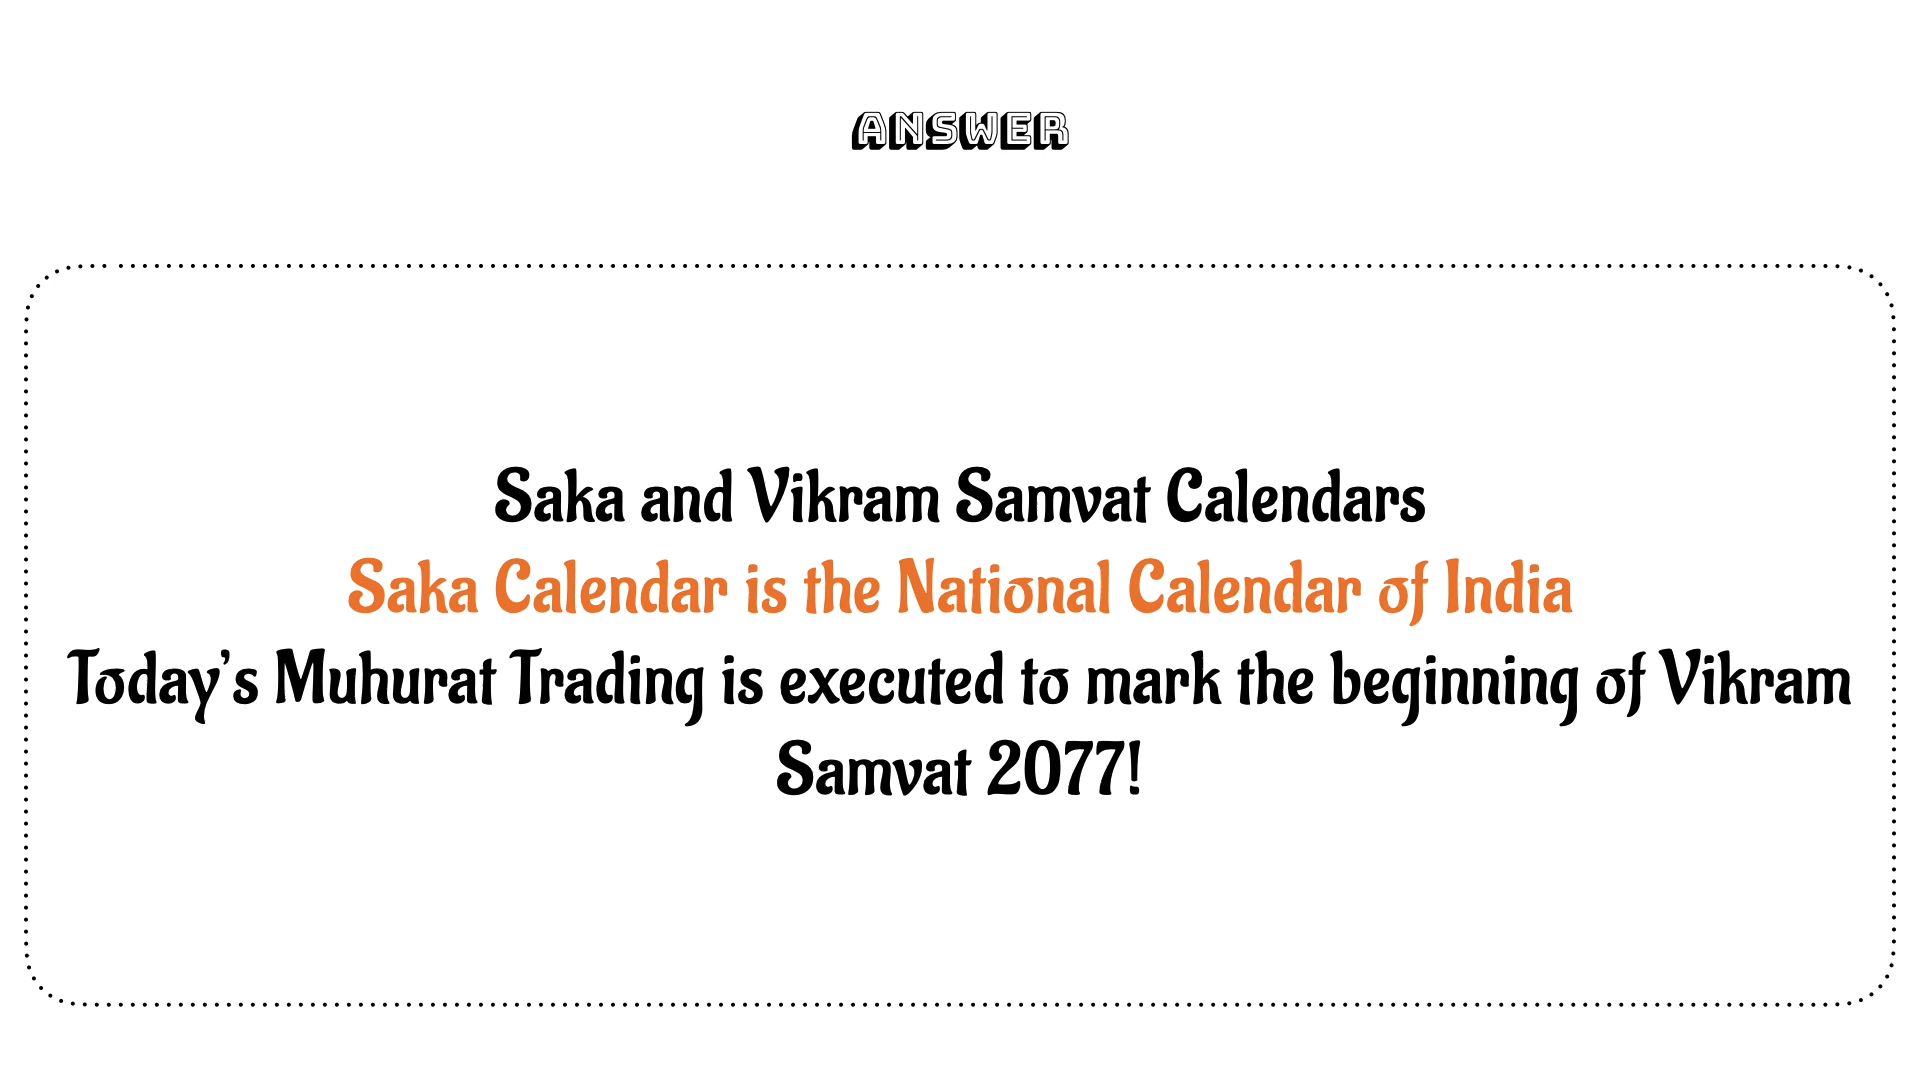 ANSWER
Saka and Vikram Samvat Calendars
Saka Calendar is the National Calendar of India
Today's Muhurat Trading is executed to mark the beginning of Vikram
Samvat 2077!